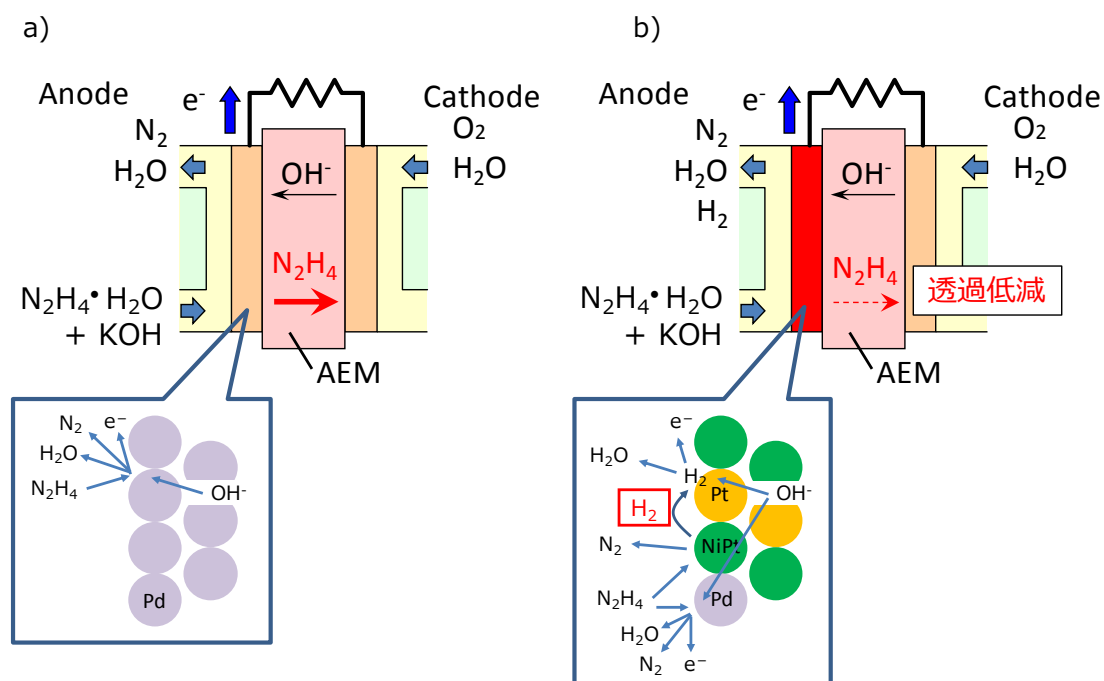 a)
Anode
e⁻
Cathode
N₂
O₂
H₂O
OH⁻
H₂O
N₂H₄
N₂H₄•H₂O
+ KOH
AEM
N₂
e⁻
H₂O
N₂H₄
OH⁻
Pd
b)
Anode
e⁻
Cathode
N₂
O₂
H₂O
OH⁻
H₂O
H₂
N₂H₄
透過低減
N₂H₄•H₂O
+ KOH
AEM
e⁻
H₂O
H₂
Pt
OH⁻
H₂
N₂
NiPt
N₂H₄
Pd
H₂O
N₂
e⁻